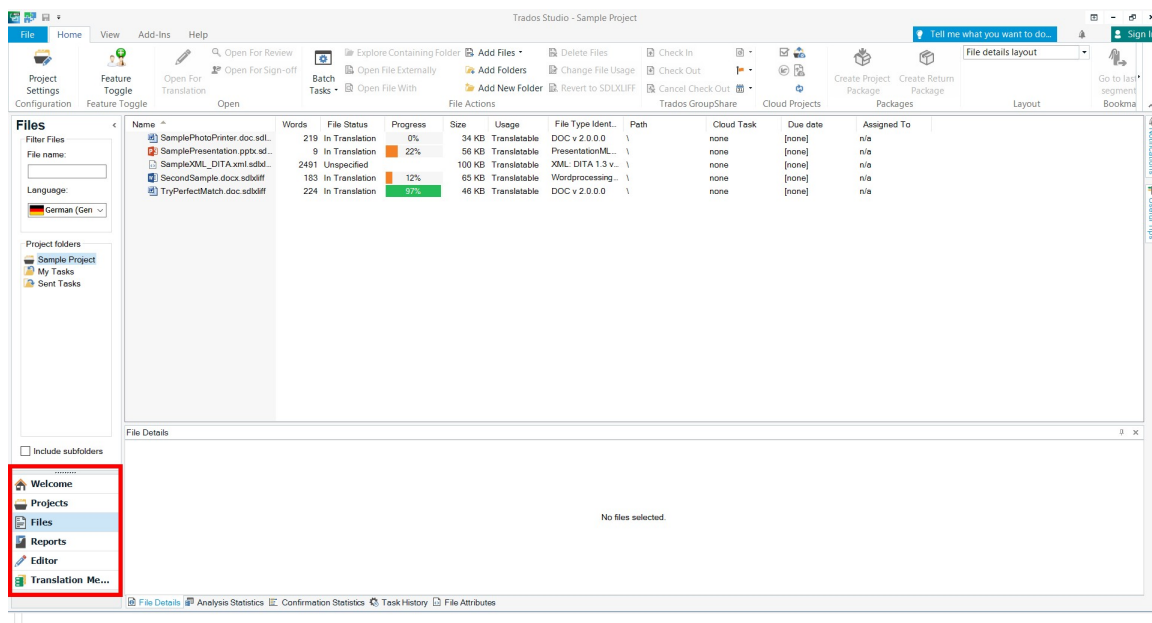 Trados Studio - Sample Project
File Home View Add-Ins Help Tell me what you want to do... Sign In
Project Settings
Configuration
Feature Toggle
Feature Toggle
Open For Translation
Open For Review
Open For Sign-off
Open
Batch Tasks
Explore Containing Folder
Open File Externally
Open File With
Add Files
Add Folders
Add New Folder
Delete Files
Change File Usage
Revert to SDLXLIFF
File Actions
Check In
Check Out
Cancel Check Out
Trados GroupShare
Cloud Projects
Create Project Package
Create Return Package
Packages
File details layout
Layout
Go to last segment
Bookma
Files
Filter Files
File name:
Language:
German (Gen
Project folders
Sample Project
My Tasks
Sent Tasks
Include subfolders
Welcome
Projects
Files
Reports
Editor
Translation Me...
Name Words File Status Progress Size Usage File Type Ident... Path Cloud Task Due date Assigned To
SamplePhotoPrinter.doc.sdl... 219 In Translation 0% 34 KB Translatable DOC v 2.0.0.0 \ none [none] n/a
SamplePresentation.pptx.sd... 9 In Translation 22% 56 KB Translatable PresentationML... \ none [none] n/a
SampleXML_DITA.xml.sdlxl... 2491 Unspecified 100 KB Translatable XML: DITA 1.3 v... \ none [none] n/a
SecondSample.docx.sdlxliff 183 In Translation 12% 65 KB Translatable Wordprocessing... \ none [none] n/a
TryPerfectMatch.doc.sdlxliff 224 In Translation 97% 46 KB Translatable DOC v 2.0.0.0 \ none [none] n/a
File Details
No files selected.
File Details Analysis Statistics Confirmation Statistics Task History File Attributes
Notifications
Useful Tips